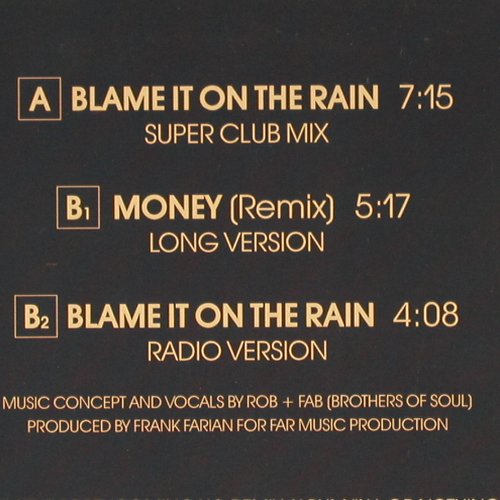 A BLAME IT ON THE RAIN 7:15
SUPER CLUB MIX
B1 MONEY (Remix) 5:17
LONG VERSION
B2 BLAME IT ON THE RAIN 4:08
RADIO VERSION
MUSIC CONCEPT AND VOCALS BY ROB + FAB (BROTHERS OF SOUL)
PRODUCED BY FRANK FARIAN FOR FAR MUSIC PRODUCTION